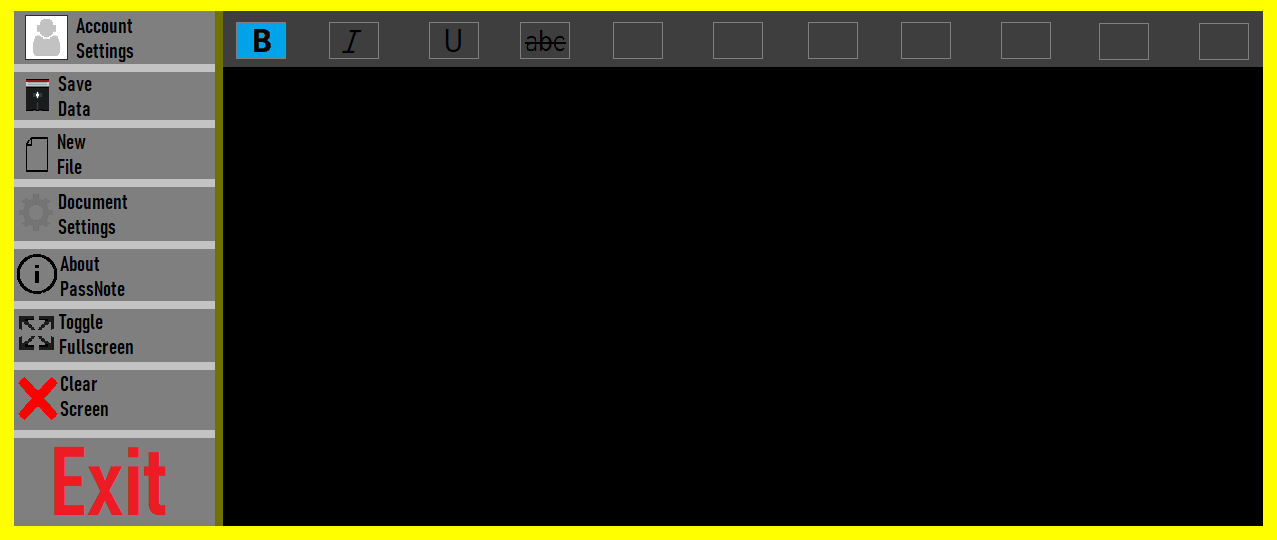 Account
Settings
B I U abc
Save
Data
New
File
Document
Settings
i
About
PassNote
Toggle
Fullscreen
Clear
Screen
Exit